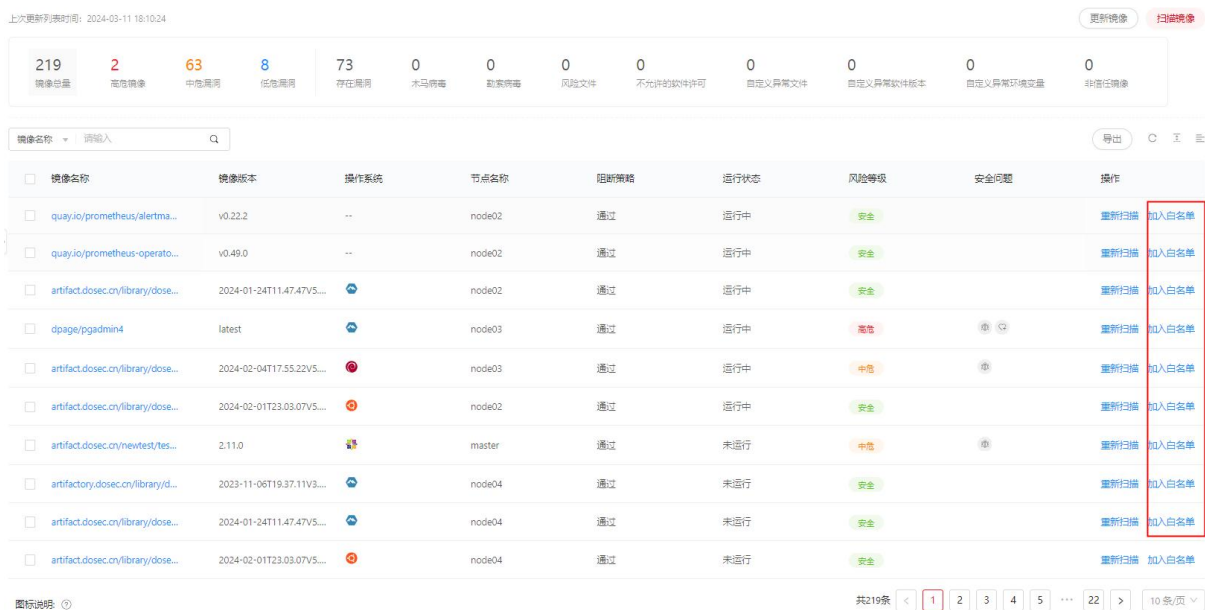 上次更新列表时间：2024-03-11 18:10:24 更新镜像 扫描镜像
219 2 63 8 73 0 0 0 0 0 0 0 0
镜像总量 高危镜像 中危漏洞 低危漏洞 存在漏洞 木马病毒 勒索病毒 风险文件 不允许的软件许可 自定义异常文件 自定义异常软件版本 自定义异常环境变量 非信任镜像
镜像名称 请输入 导出
镜像名称 镜像版本 操作系统 节点名称 阻断策略 运行状态 风险等级 安全问题 操作
quay.io/prometheus/alertma... v0.22.2 -- node02 通过 运行中 安全 重新扫描 加入白名单
quay.io/prometheus-operato... v0.49.0 -- node02 通过 运行中 安全 重新扫描 加入白名单
artifact.dosec.cn/library/dose... 2024-01-24T11.47.47V5.... node02 通过 运行中 安全 重新扫描 加入白名单
dpage/pgadmin4 latest node03 通过 运行中 高危 重新扫描 加入白名单
artifact.dosec.cn/library/dose... 2024-02-04T17.55.22V5.... node03 通过 运行中 中危 重新扫描 加入白名单
artifact.dosec.cn/library/dose... 2024-02-01T23.03.07V5.... node02 通过 运行中 安全 重新扫描 加入白名单
artifact.dosec.cn/newtest/tes... 2.11.0 master 通过 未运行 中危 重新扫描 加入白名单
artifactory.dosec.cn/library/d... 2023-11-06T19.37.11V3.... node04 通过 未运行 安全 重新扫描 加入白名单
artifact.dosec.cn/library/dose... 2024-01-24T11.47.47V5.... node04 通过 未运行 安全 重新扫描 加入白名单
artifact.dosec.cn/library/dose... 2024-02-01T23.03.07V5.... node04 通过 未运行 安全 重新扫描 加入白名单
图标说明: 共219条 < 1 2 3 4 5 ··· 22 > 10 条/页